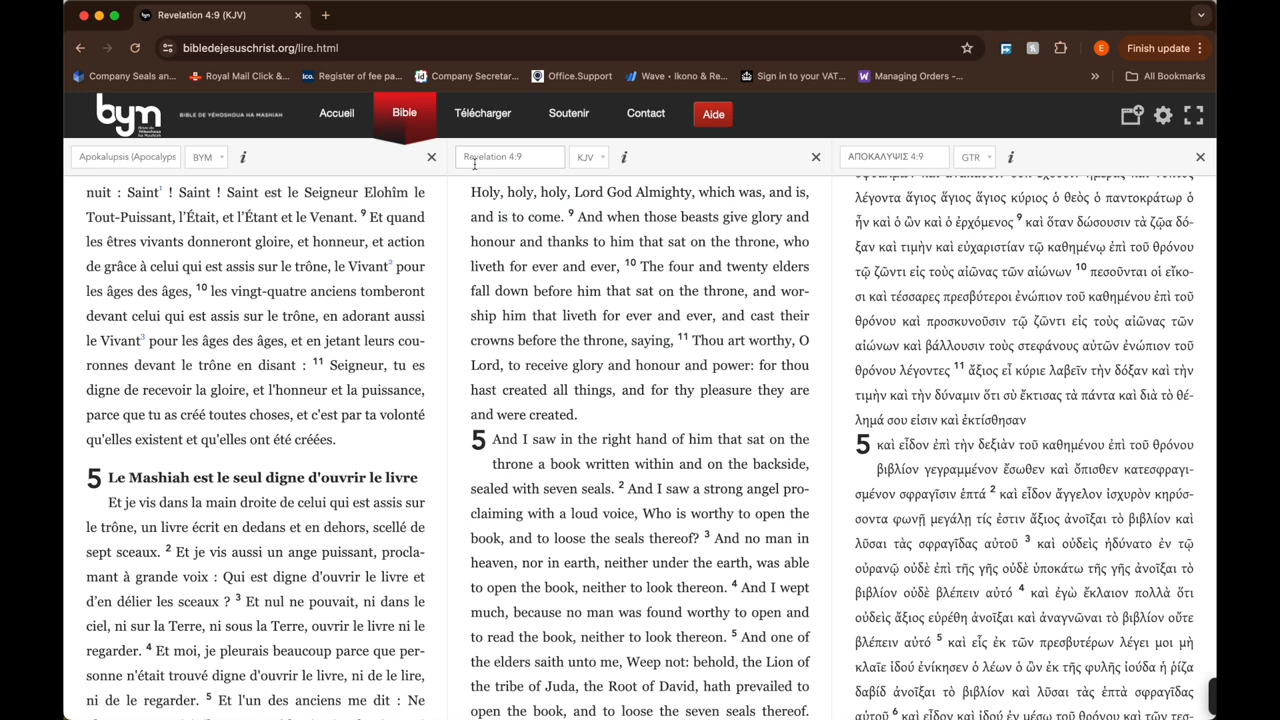 Revelation 4:9 (KJV)
bibledejesuschrist.org/lire.html
E
Finish update
Company Seals an...
Royal Mail Click &...
ico.
Register of fee pa...
Company Secretar...
Office.Support
Wave • Ikono & Re...
Sign in to your VAT...
Managing Orders –...
»
All Bookmarks
bym
BIBLE DE YÉHOSHOUA HA MASHIAH
Accueil
Bible
Télécharger
Soutenir
Contact
Aide
Apokalupsis (Apocalyps
BYM
i
Revelation 4:9
KJV
i
ΑΠΟΚΑΛΥΨΙΣ 4:9
GTR
i
nuit : Saint1 ! Saint ! Saint est le Seigneur Elohîm le
Tout-Puissant, l'Était, et l'Étant et le Venant. 9 Et quand
les êtres vivants donneront gloire, et honneur, et action
de grâce à celui qui est assis sur le trône, le Vivant2 pour
les âges des âges, 10 les vingt-quatre anciens tomberont
devant celui qui est assis sur le trône, en adorant aussi
le Vivant3 pour les âges des âges, et en jetant leurs cou-
ronnes devant le trône en disant : 11 Seigneur, tu es
digne de recevoir la gloire, et l'honneur et la puissance,
parce que tu as créé toutes choses, et c'est par ta volonté
qu'elles existent et qu'elles ont été créées.
5 Le Mashiah est le seul digne d'ouvrir le livre
Et je vis dans la main droite de celui qui est assis sur
le trône, un livre écrit en dedans et en dehors, scellé de
sept sceaux. 2 Et je vis aussi un ange puissant, procla-
mant à grande voix : Qui est digne d'ouvrir le livre et
d'en délier les sceaux ? 3 Et nul ne pouvait, ni dans le
ciel, ni sur la Terre, ni sous la Terre, ouvrir le livre ni le
regarder. 4 Et moi, je pleurais beaucoup parce que per-
sonne n'était trouvé digne d'ouvrir le livre, ni de le lire,
ni de le regarder. 5 Et l'un des anciens me dit : Ne
Holy, holy, holy, Lord God Almighty, which was, and is,
and is to come. 9 And when those beasts give glory and
honour and thanks to him that sat on the throne, who
liveth for ever and ever, 10 The four and twenty elders
fall down before him that sat on the throne, and wor-
ship him that liveth for ever and ever, and cast their
crowns before the throne, saying, 11 Thou art worthy, O
Lord, to receive glory and honour and power: for thou
hast created all things, and for thy pleasure they are
and were created.
5 And I saw in the right hand of him that sat on the
throne a book written within and on the backside,
sealed with seven seals. 2 And I saw a strong angel pro-
claiming with a loud voice, Who is worthy to open the
book, and to loose the seals thereof? 3 And no man in
heaven, nor in earth, neither under the earth, was able
to open the book, neither to look thereon. 4 And I wept
much, because no man was found worthy to open and
to read the book, neither to look thereon. 5 And one of
the elders saith unto me, Weep not: behold, the Lion of
the tribe of Juda, the Root of David, hath prevailed to
open the book, and to loose the seven seals thereof.
λέγοντα ἅγιος ἅγιος ἅγιος κύριος ὁ θεὸς ὁ παντοκράτωρ ὁ
ἦν καὶ ὁ ὢν καὶ ὁ ἐρχόμενος 9 καὶ ὅταν δώσουσιν τὰ ζῷα δό-
ξαν καὶ τιμὴν καὶ εὐχαριστίαν τῷ καθημένῳ ἐπὶ τοῦ θρόνου
τῷ ζῶντι εἰς τοὺς αἰῶνας τῶν αἰώνων 10 πεσοῦνται οἱ εἴκο-
σι καὶ τέσσαρες πρεσβύτεροι ἐνώπιον τοῦ καθημένου ἐπὶ τοῦ
θρόνου καὶ προσκυνοῦσιν τῷ ζῶντι εἰς τοὺς αἰῶνας τῶν
αἰώνων καὶ βάλλουσιν τοὺς στεφάνους αὐτῶν ἐνώπιον τοῦ
θρόνου λέγοντες 11 ἄξιος εἶ κύριε λαβεῖν τὴν δόξαν καὶ τὴν
τιμὴν καὶ τὴν δύναμιν ὅτι σὺ ἔκτισας τὰ πάντα καὶ διὰ τὸ θέ-
λημά σου εἰσιν καὶ ἐκτίσθησαν
5 καὶ εἶδον ἐπὶ τὴν δεξιὰν τοῦ καθημένου ἐπὶ τοῦ θρόνου
βιβλίον γεγραμμένον ἔσωθεν καὶ ὄπισθεν κατεσφραγι-
σμένον σφραγῖσιν ἑπτά 2 καὶ εἶδον ἄγγελον ἰσχυρὸν κηρύσ-
σοντα φωνῇ μεγάλῃ τίς ἐστιν ἄξιος ἀνοῖξαι τὸ βιβλίον καὶ
λῦσαι τὰς σφραγῖδας αὐτοῦ 3 καὶ οὐδεὶς ἠδύνατο ἐν τῷ
οὐρανῷ οὐδὲ ἐπὶ τῆς γῆς οὐδὲ ὑποκάτω τῆς γῆς ἀνοῖξαι τὸ
βιβλίον οὐδὲ βλέπειν αὐτό 4 καὶ ἐγὼ ἔκλαιον πολλὰ ὅτι
οὐδεὶς ἄξιος εὑρέθη ἀνοῖξαι καὶ ἀναγνῶναι τὸ βιβλίον οὔτε
βλέπειν αὐτό 5 καὶ εἷς ἐκ τῶν πρεσβυτέρων λέγει μοι μὴ
κλαῖε ἰδού ἐνίκησεν ὁ λέων ὁ ὢν ἐκ τῆς φυλῆς ἰούδα ἡ ῥίζα
δαβίδ ἀνοῖξαι τὸ βιβλίον καὶ λῦσαι τὰς ἑπτὰ σφραγῖδας
αὐτοῦ 6 καὶ εἶδον καὶ ἰδού ἐν μέσῳ τοῦ θρόνου καὶ τῶν τεσ-